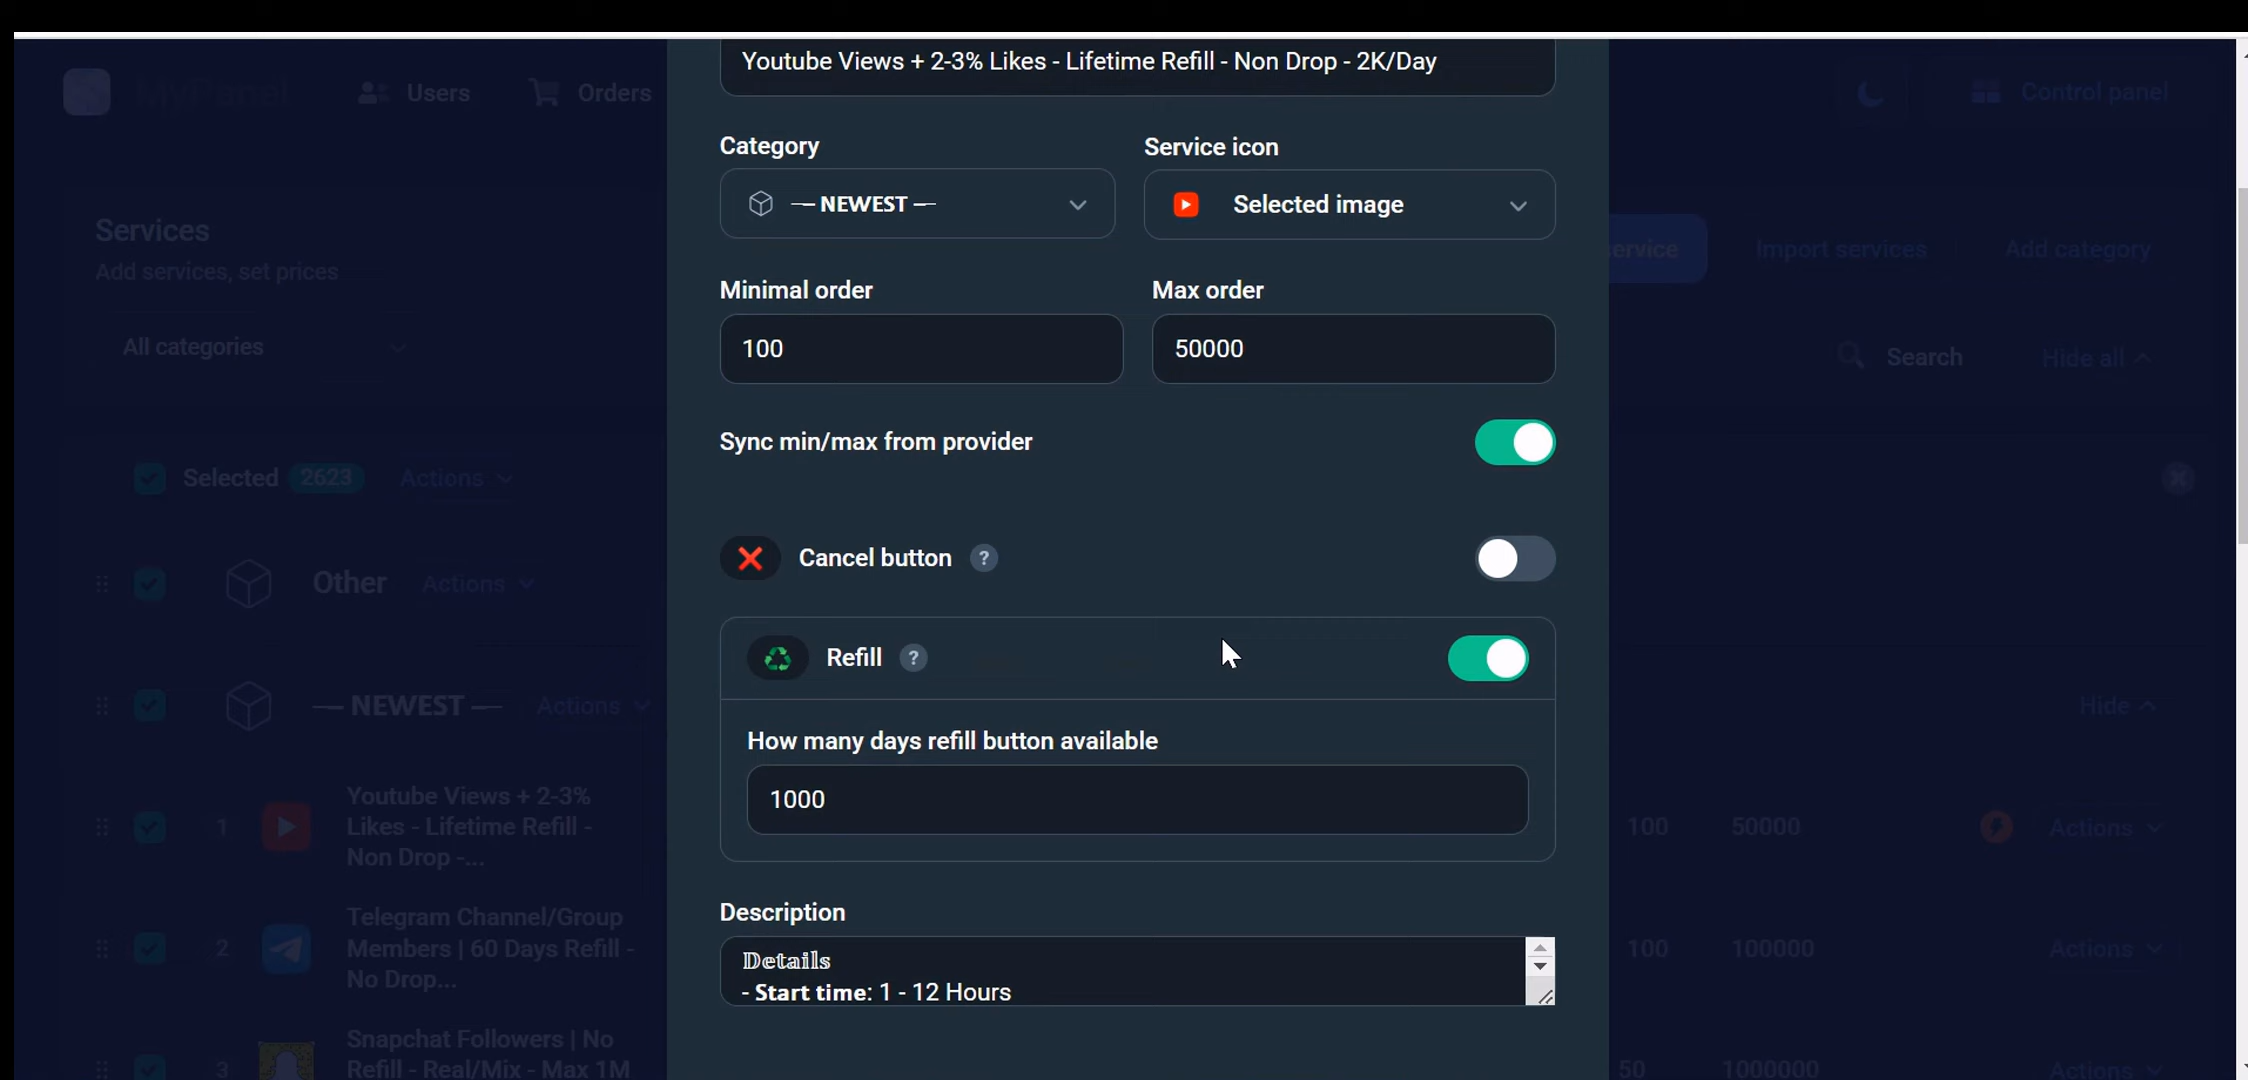 Youtube Views + 2-3% Likes - Lifetime Refill - Non Drop - 2K/Day
MyPanel
Users
Orders
Control panel
Category
Service icon
— NEWEST —
Selected image
Services
Add services, set prices
ervice
Import services
Add category
Minimal order
Max order
100
50000
All categories
Search
Hide all
Sync min/max from provider
Selected 2623
Actions
Cancel button ?
Other
Actions
Refill ?
— NEWEST —
Actions
Hide
How many days refill button available
1000
1
Youtube Views + 2-3%
Likes - Lifetime Refill -
Non Drop -...
100
50000
Actions
Description
𝔻𝕖𝕥𝕒𝕚𝕝𝕤
- Start time: 1 - 12 Hours
2
Telegram Channel/Group
Members | 60 Days Refill -
No Drop...
100
100000
Actions
3
Snapchat Followers | No
Refill - Real/Mix - Max 1M
50
1000000
Actions